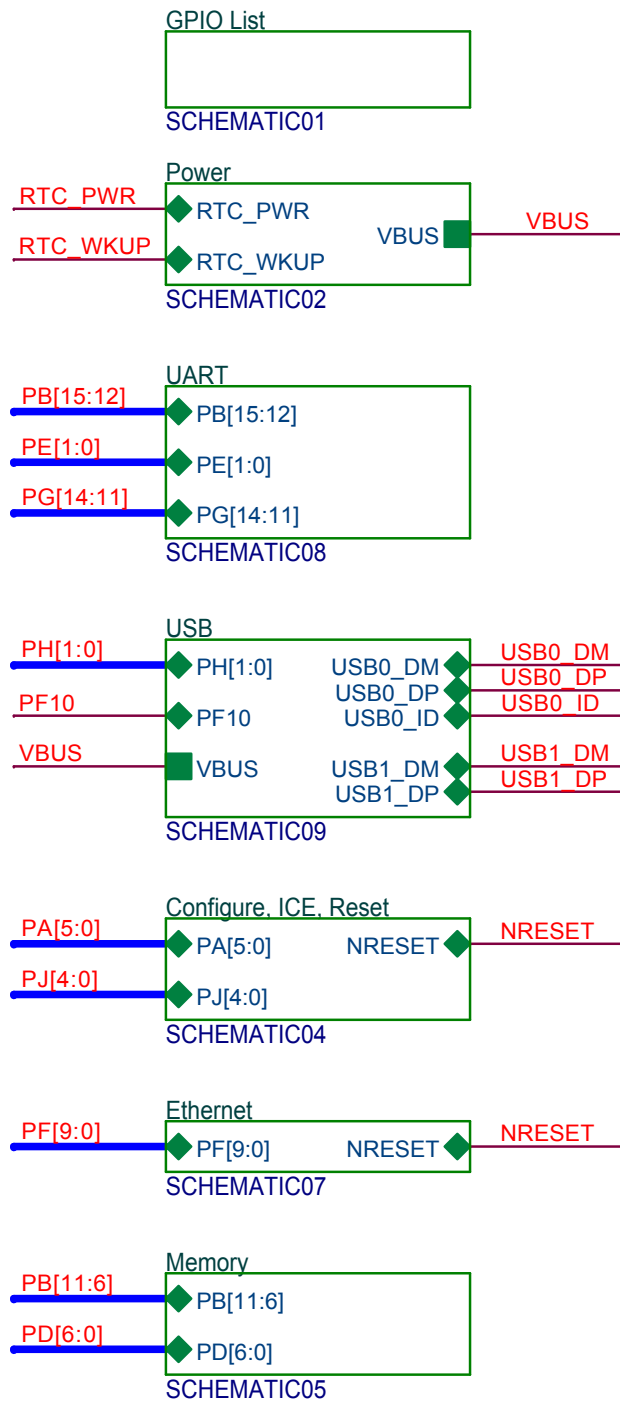 GPIO List
SCHEMATIC01
Power
RTC_PWR
RTC_PWR
VBUS
VBUS
RTC_WKUP
RTC_WKUP
SCHEMATIC02
UART
PB[15:12]
PB[15:12]
PE[1:0]
PE[1:0]
PG[14:11]
PG[14:11]
SCHEMATIC08
USB
PH[1:0]
PH[1:0]
USB0_DM
USB0_DM
USB0_DP
USB0_DP
PF10
PF10
USB0_ID
USB0_ID
VBUS
VBUS
USB1_DM
USB1_DM
USB1_DP
USB1_DP
SCHEMATIC09
Configure, ICE, Reset
PA[5:0]
PA[5:0]
NRESET
NRESET
PJ[4:0]
PJ[4:0]
SCHEMATIC04
Ethernet
PF[9:0]
PF[9:0]
NRESET
NRESET
SCHEMATIC07
Memory
PB[11:6]
PB[11:6]
PD[6:0]
PD[6:0]
SCHEMATIC05